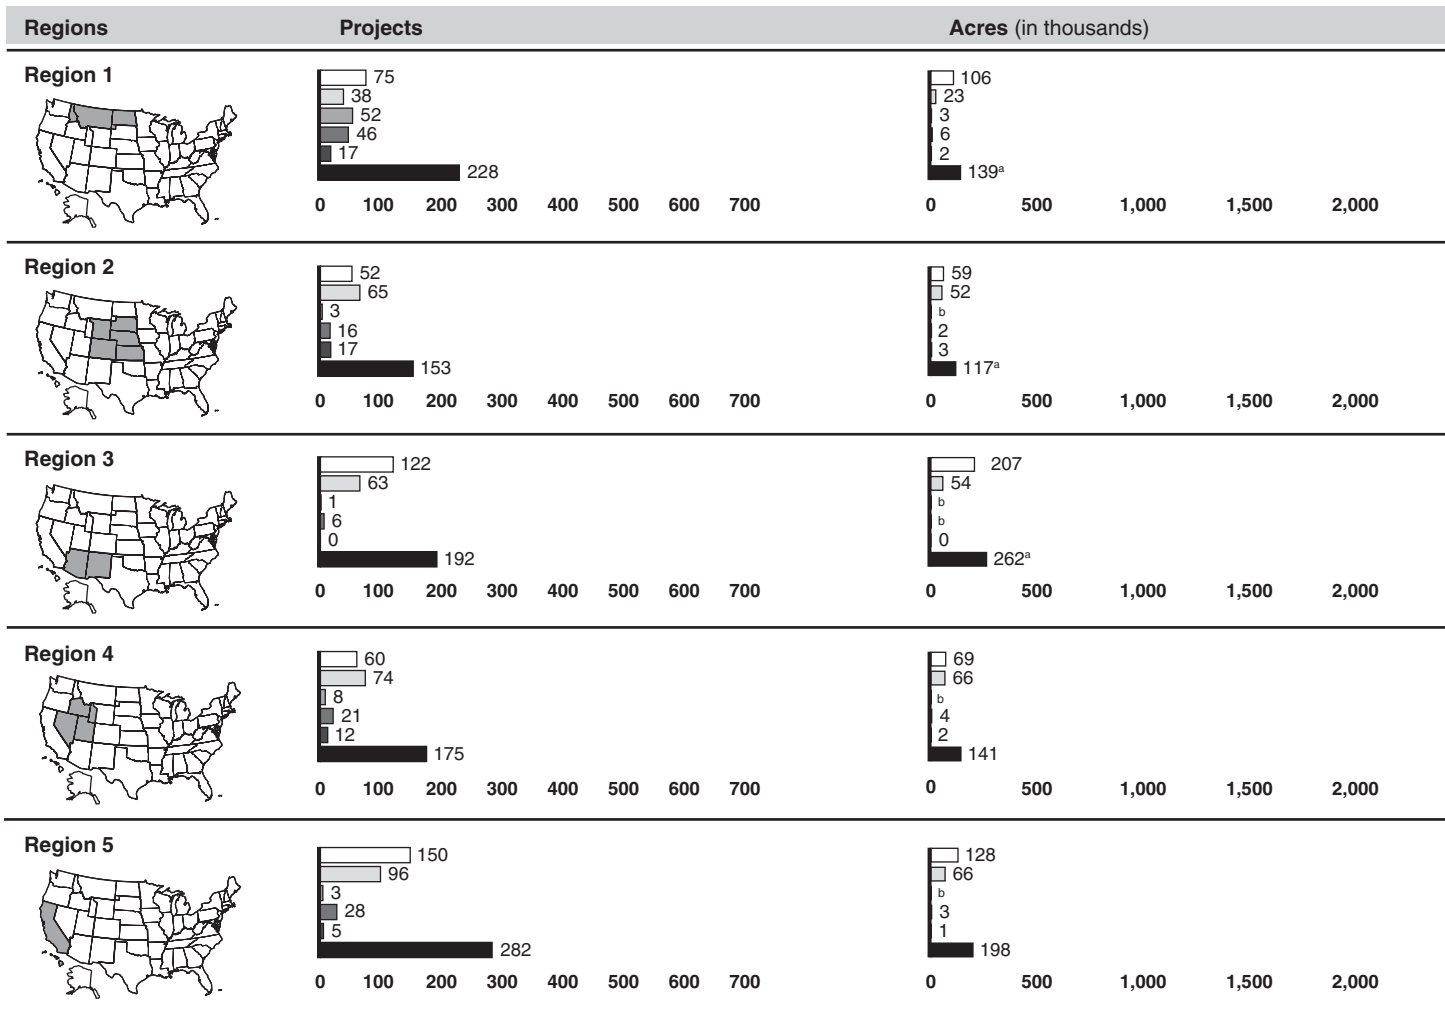 Regions Projects Acres (in thousands)
Region 1
75 106
38 23
52 3
46 6
17 2
228 139ᵃ
0 100 200 300 400 500 600 700 0 500 1,000 1,500 2,000
Region 2
52 59
65 52
3 b
16 2
17 3
153 117ᵃ
0 100 200 300 400 500 600 700 0 500 1,000 1,500 2,000
Region 3
122 207
63 54
1 b
6 b
0 0
192 262ᵃ
0 100 200 300 400 500 600 700 0 500 1,000 1,500 2,000
Region 4
60 69
74 66
8 b
21 4
12 2
175 141
0 100 200 300 400 500 600 700 0 500 1,000 1,500 2,000
Region 5
150 128
96 66
3 b
28 3
5 1
282 198
0 100 200 300 400 500 600 700 0 500 1,000 1,500 2,000